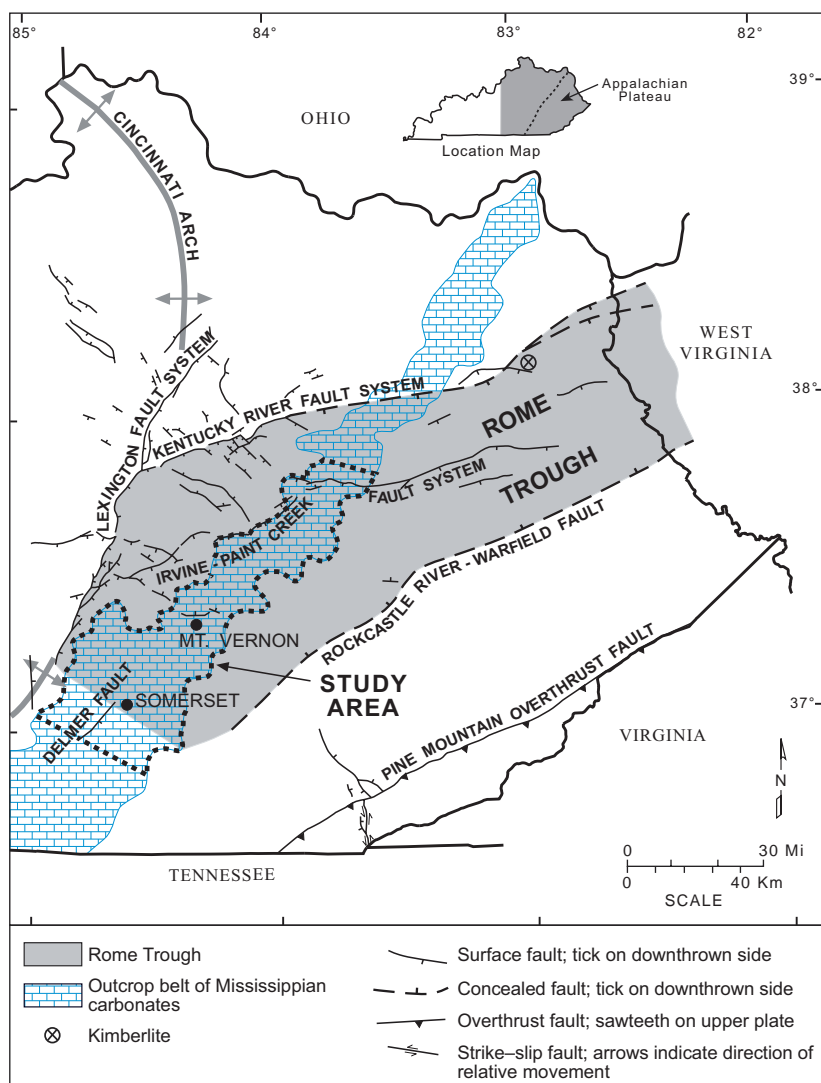 85°
84°
83°
82°
39°
OHIO
Appalachian
Plateau
Location Map
CINCINNATI ARCH
WEST
VIRGINIA
38°
LEXINGTON FAULT SYSTEM
KENTUCKY RIVER FAULT SYSTEM
ROME
TROUGH
IRVINE - PAINT CREEK
FAULT SYSTEM
ROCKCASTLE RIVER - WARFIELD FAULT
MT. VERNON
STUDY
AREA
SOMERSET
DELMER FAULT
37°
PINE MOUNTAIN OVERTHRUST FAULT
VIRGINIA
N
TENNESSEE
0 30 Mi
0 40 Km
SCALE
Rome Trough
Outcrop belt of Mississippian
carbonates
Kimberlite
Surface fault; tick on downthrown side
Concealed fault; tick on downthrown side
Overthrust fault; sawteeth on upper plate
Strike–slip fault; arrows indicate direction of
relative movement